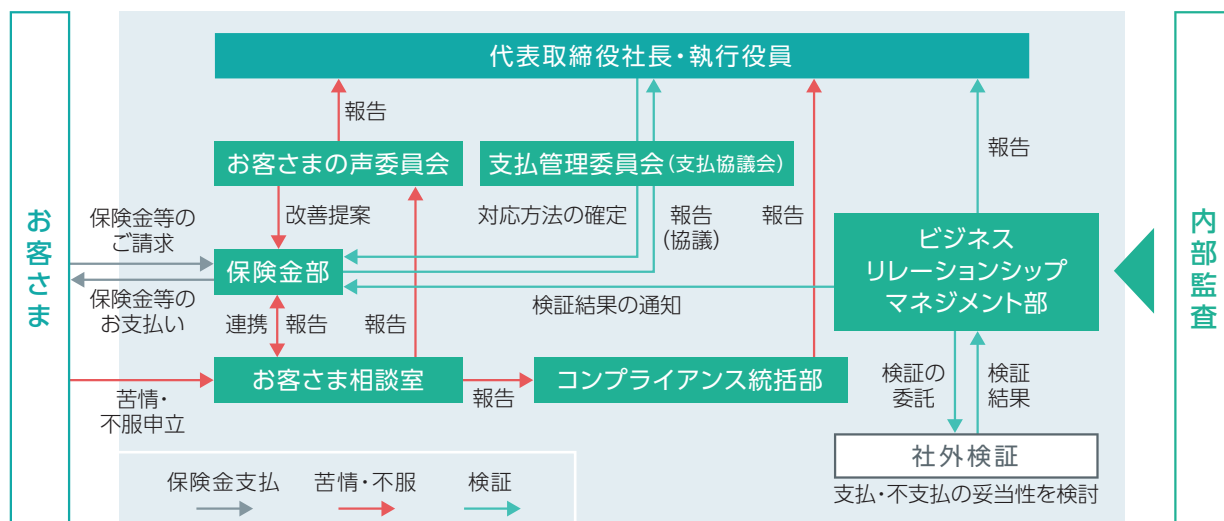 代表取締役社長・執行役員
報告
お客さまの声委員会
支払管理委員会(支払協議会)
報告
改善提案
対応方法の確定
報告
(協議)
報告
お客さま
保険金等の
ご請求
保険金部
保険金等の
お支払い
ビジネス
リレーションシップ
マネジメント部
内部監査
検証結果の通知
連携
報告
報告
お客さま相談室
報告
コンプライアンス統括部
苦情・
不服申立
検証の
委託
検証
結果
社外検証
支払・不支払の妥当性を検討
保険金支払
苦情・不服
検証